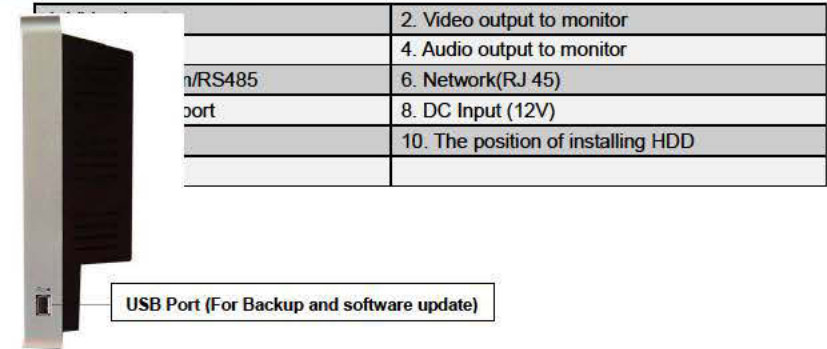 2. Video output to monitor
4. Audio output to monitor
/RS485 6. Network(RJ 45)
port 8. DC Input (12V)
10. The position of installing HDD
USB Port (For Backup and software update)